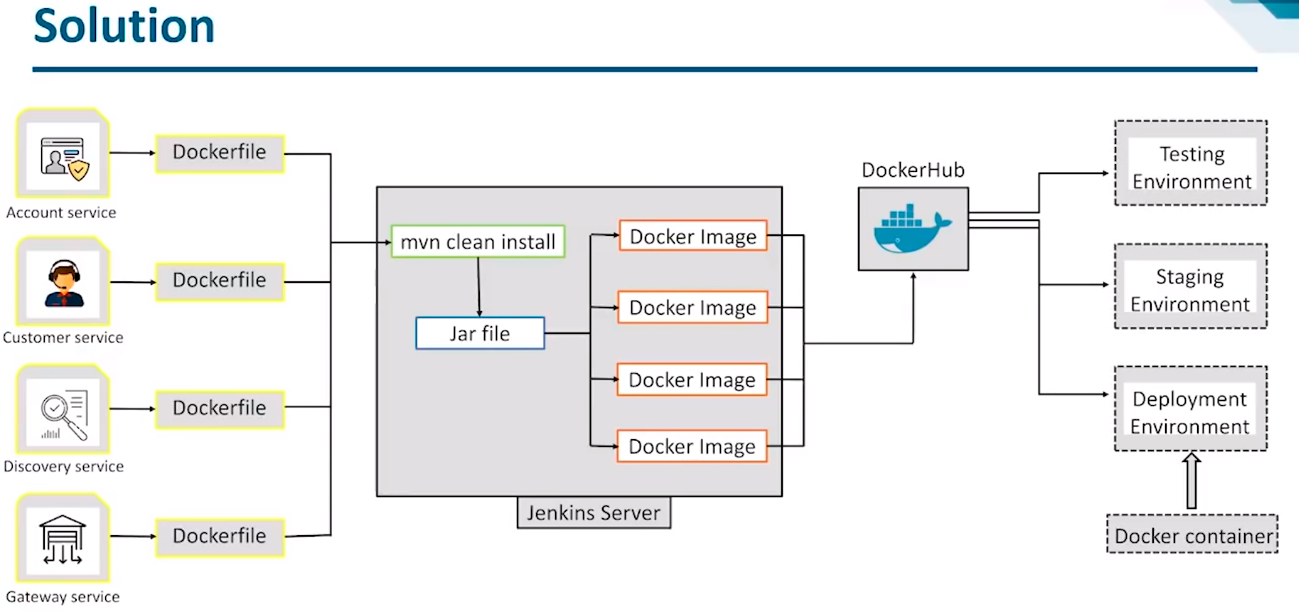 Solution
Account service
Dockerfile
Customer service
Dockerfile
Discovery service
Dockerfile
Gateway service
Dockerfile
mvn clean install
Jar file
Docker Image
Docker Image
Docker Image
Docker Image
Jenkins Server
DockerHub
Testing
Environment
Staging
Environment
Deployment
Environment
Docker container